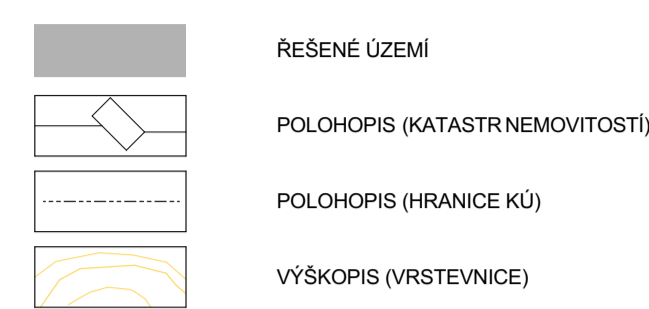 ŘEŠENÉ ÚZEMÍ
POLOHOPIS (KATASTR NEMOVITOSTÍ)
POLOHOPIS (HRANICE KÚ)
VÝŠKOPIS (VRSTEVNICE)